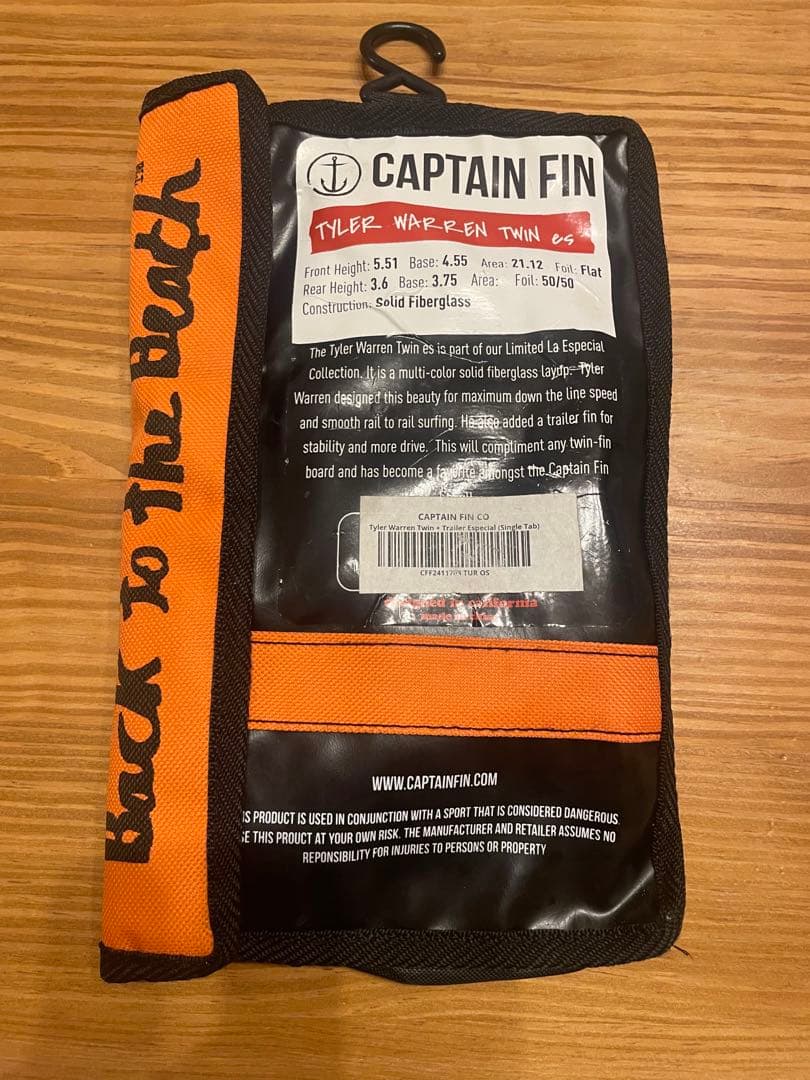 Back To The Beach
CAPTAIN FIN
TYLER WARREN TWIN es
Front Height: 5.51 Base: 4.55 Area: 21.12 Foil: Flat
Rear Height: 3.6 Base: 3.75 Area: Foil: 50/50
Construction: Solid Fiberglass
The Tyler Warren Twin es is part of our Limited La Especial
Collection. It is a multi-color solid fiberglass layup. Tyler
Warren designed this beauty for maximum down the line speed
and smooth rail to rail surfing. He also added a trailer fin for
stability and more drive. This will compliment any twin-fin
board and has become a favorite amongst the Captain Fin
CAPTAIN FIN CO
Tyler Warren Twin + Trailer Especial (Single Tab)
TUR OS
designed in california
made in
WWW.CAPTAINFIN.COM
IS PRODUCT IS USED IN CONJUNCTION WITH A SPORT THAT IS CONSIDERED DANGEROUS.
SE THIS PROUCT AT YOUR OWN RISK. THE MANUFACTURER AND RETAILER ASSUMES NO
REPONSIBILITY FOR INJURIES TO PERSONS OR PROPERTY